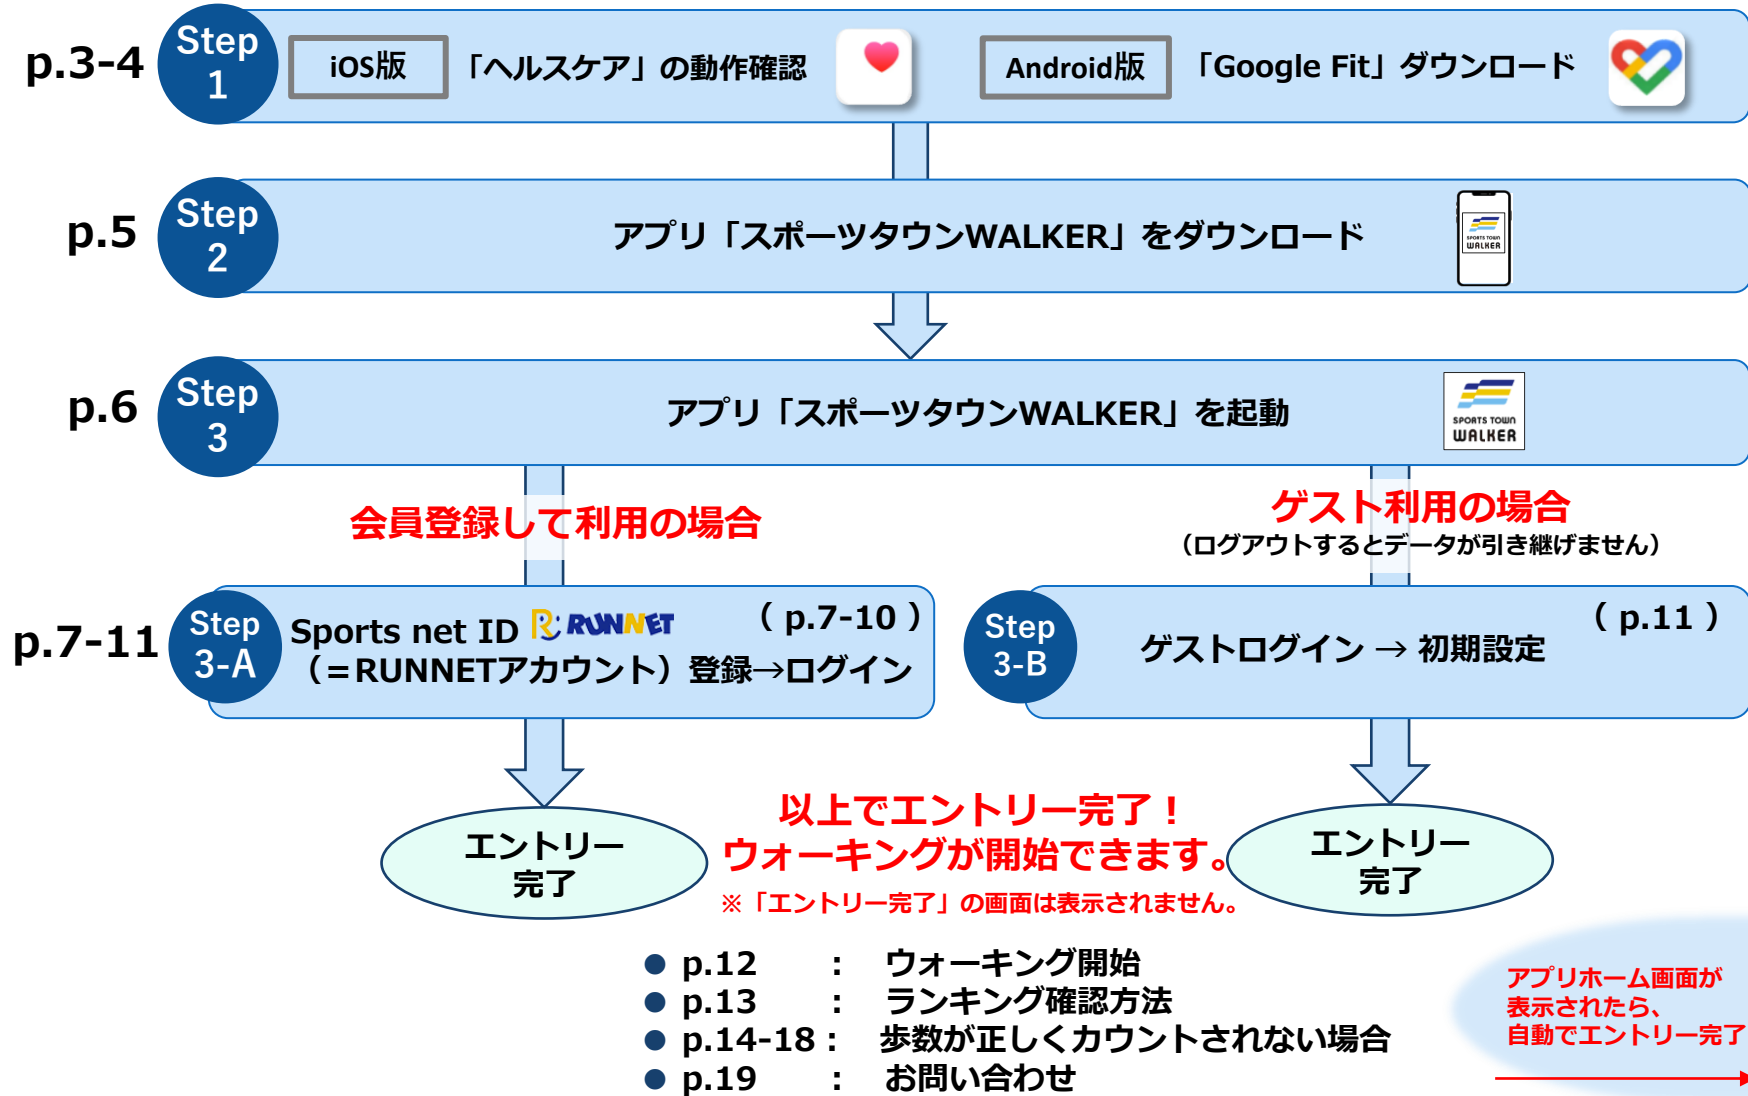 p.3-4
Step
1
iOS版
「ヘルスケア」の動作確認
Android版
「Google Fit」ダウンロード
p.5
Step
2
アプリ「スポーツタウンWALKER」をダウンロード
SPORTS TOWN
WALKER
p.6
Step
3
アプリ「スポーツタウンWALKER」を起動
SPORTS TOWN
WALKER
会員登録して利用の場合
ゲスト利用の場合
（ログアウトするとデータが引き継げません）
p.7-11
Step
3-A
Sports net ID RUNNET （ p.7-10 ）
（=RUNNETアカウント）登録→ログイン
Step
3-B
（ p.11 ）
ゲストログイン → 初期設定
エントリー
完了
以上でエントリー完了！
ウォーキングが開始できます。
※「エントリー完了」の画面は表示されません。
エントリー
完了
● p.12 ： ウォーキング開始
● p.13 ： ランキング確認方法
● p.14-18： 歩数が正しくカウントされない場合
● p.19 ： お問い合わせ
アプリホーム画面が
表示されたら、
自動でエントリー完了